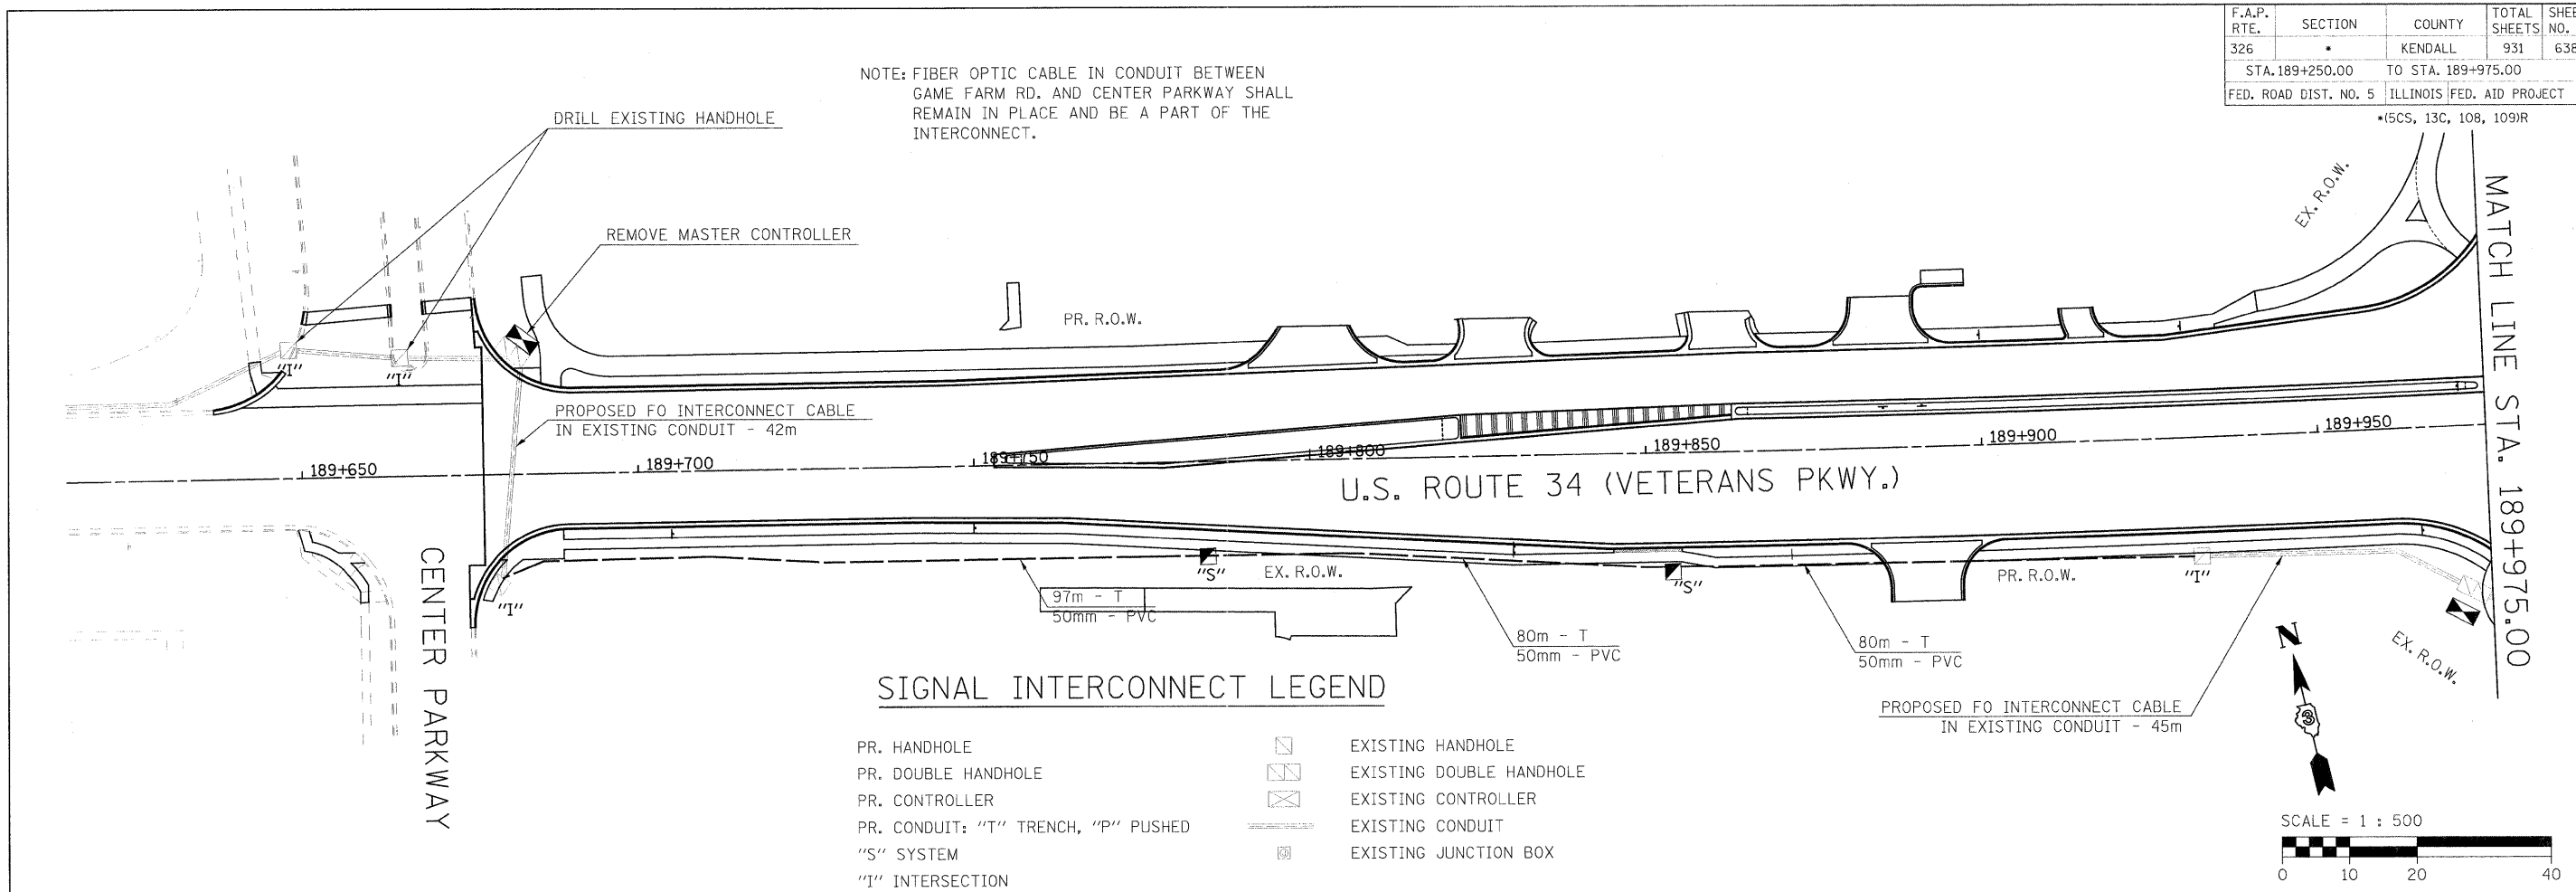 F.A.P. RTE. SECTION COUNTY TOTAL SHEETS SHEE NO.
326 * KENDALL 931 638
STA.189+250.00 TO STA. 189+975.00
FED. ROAD DIST. NO. 5 ILLINOIS FED. AID PROJECT
*(5CS, 13C, 108, 109)R
NOTE: FIBER OPTIC CABLE IN CONDUIT BETWEEN
GAME FARM RD. AND CENTER PARKWAY SHALL
REMAIN IN PLACE AND BE A PART OF THE
INTERCONNECT.
DRILL EXISTING HANDHOLE
REMOVE MASTER CONTROLLER
EX. R.O.W.
MATCH LINE STA. 189+975.00
PR. R.O.W.
"I"
"I"
PROPOSED FO INTERCONNECT CABLE
IN EXISTING CONDUIT - 42m
189+650
189+700
189+750
189+800
189+850
189+900
189+950
U.S. ROUTE 34 (VETERANS PKWY.)
CENTER PARKWAY
"I"
"S"
EX. R.O.W.
"S"
PR. R.O.W.
"I"
97m - T
50mm - PVC
80m - T
50mm - PVC
80m - T
50mm - PVC
EX. R.O.W.
N
3
PROPOSED FO INTERCONNECT CABLE
IN EXISTING CONDUIT - 45m
SIGNAL INTERCONNECT LEGEND
PR. HANDHOLE
PR. DOUBLE HANDHOLE
PR. CONTROLLER
PR. CONDUIT: "T" TRENCH, "P" PUSHED
"S" SYSTEM
"I" INTERSECTION
EXISTING HANDHOLE
EXISTING DOUBLE HANDHOLE
EXISTING CONTROLLER
EXISTING CONDUIT
EXISTING JUNCTION BOX
SCALE = 1 : 500
0 10 20 40